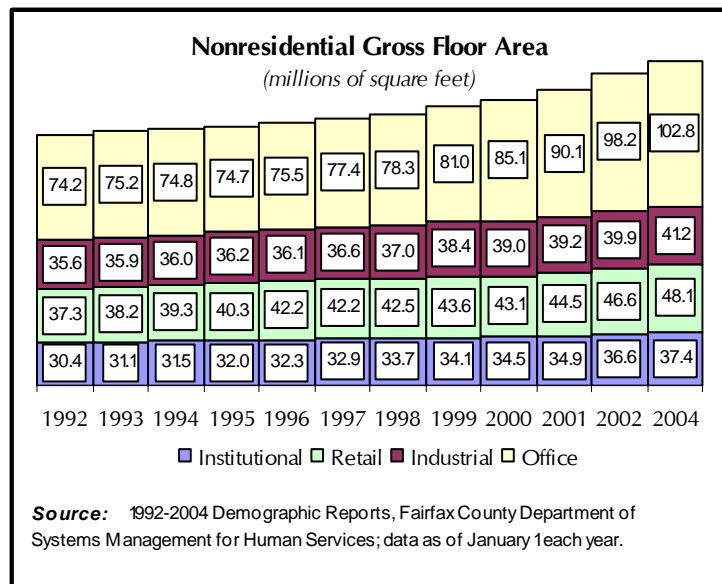 Nonresidential Gross Floor Area
(millions of square feet)
74.2 75.2 74.8 74.7 75.5 77.4 78.3 81.0 85.1 90.1 98.2 102.8
35.6 35.9 36.0 36.2 36.1 36.6 37.0 38.4 39.0 39.2 39.9 41.2
37.3 38.2 39.3 40.3 42.2 42.2 42.5 43.6 43.1 44.5 46.6 48.1
30.4 31.1 31.5 32.0 32.3 32.9 33.7 34.1 34.5 34.9 36.6 37.4
1992 1993 1994 1995 1996 1997 1998 1999 2000 2001 2002 2004
Institutional Retail Industrial Office
Source: 1992-2004 Demographic Reports, Fairfax County Department of
Systems Management for Human Services; data as of January 1each year.